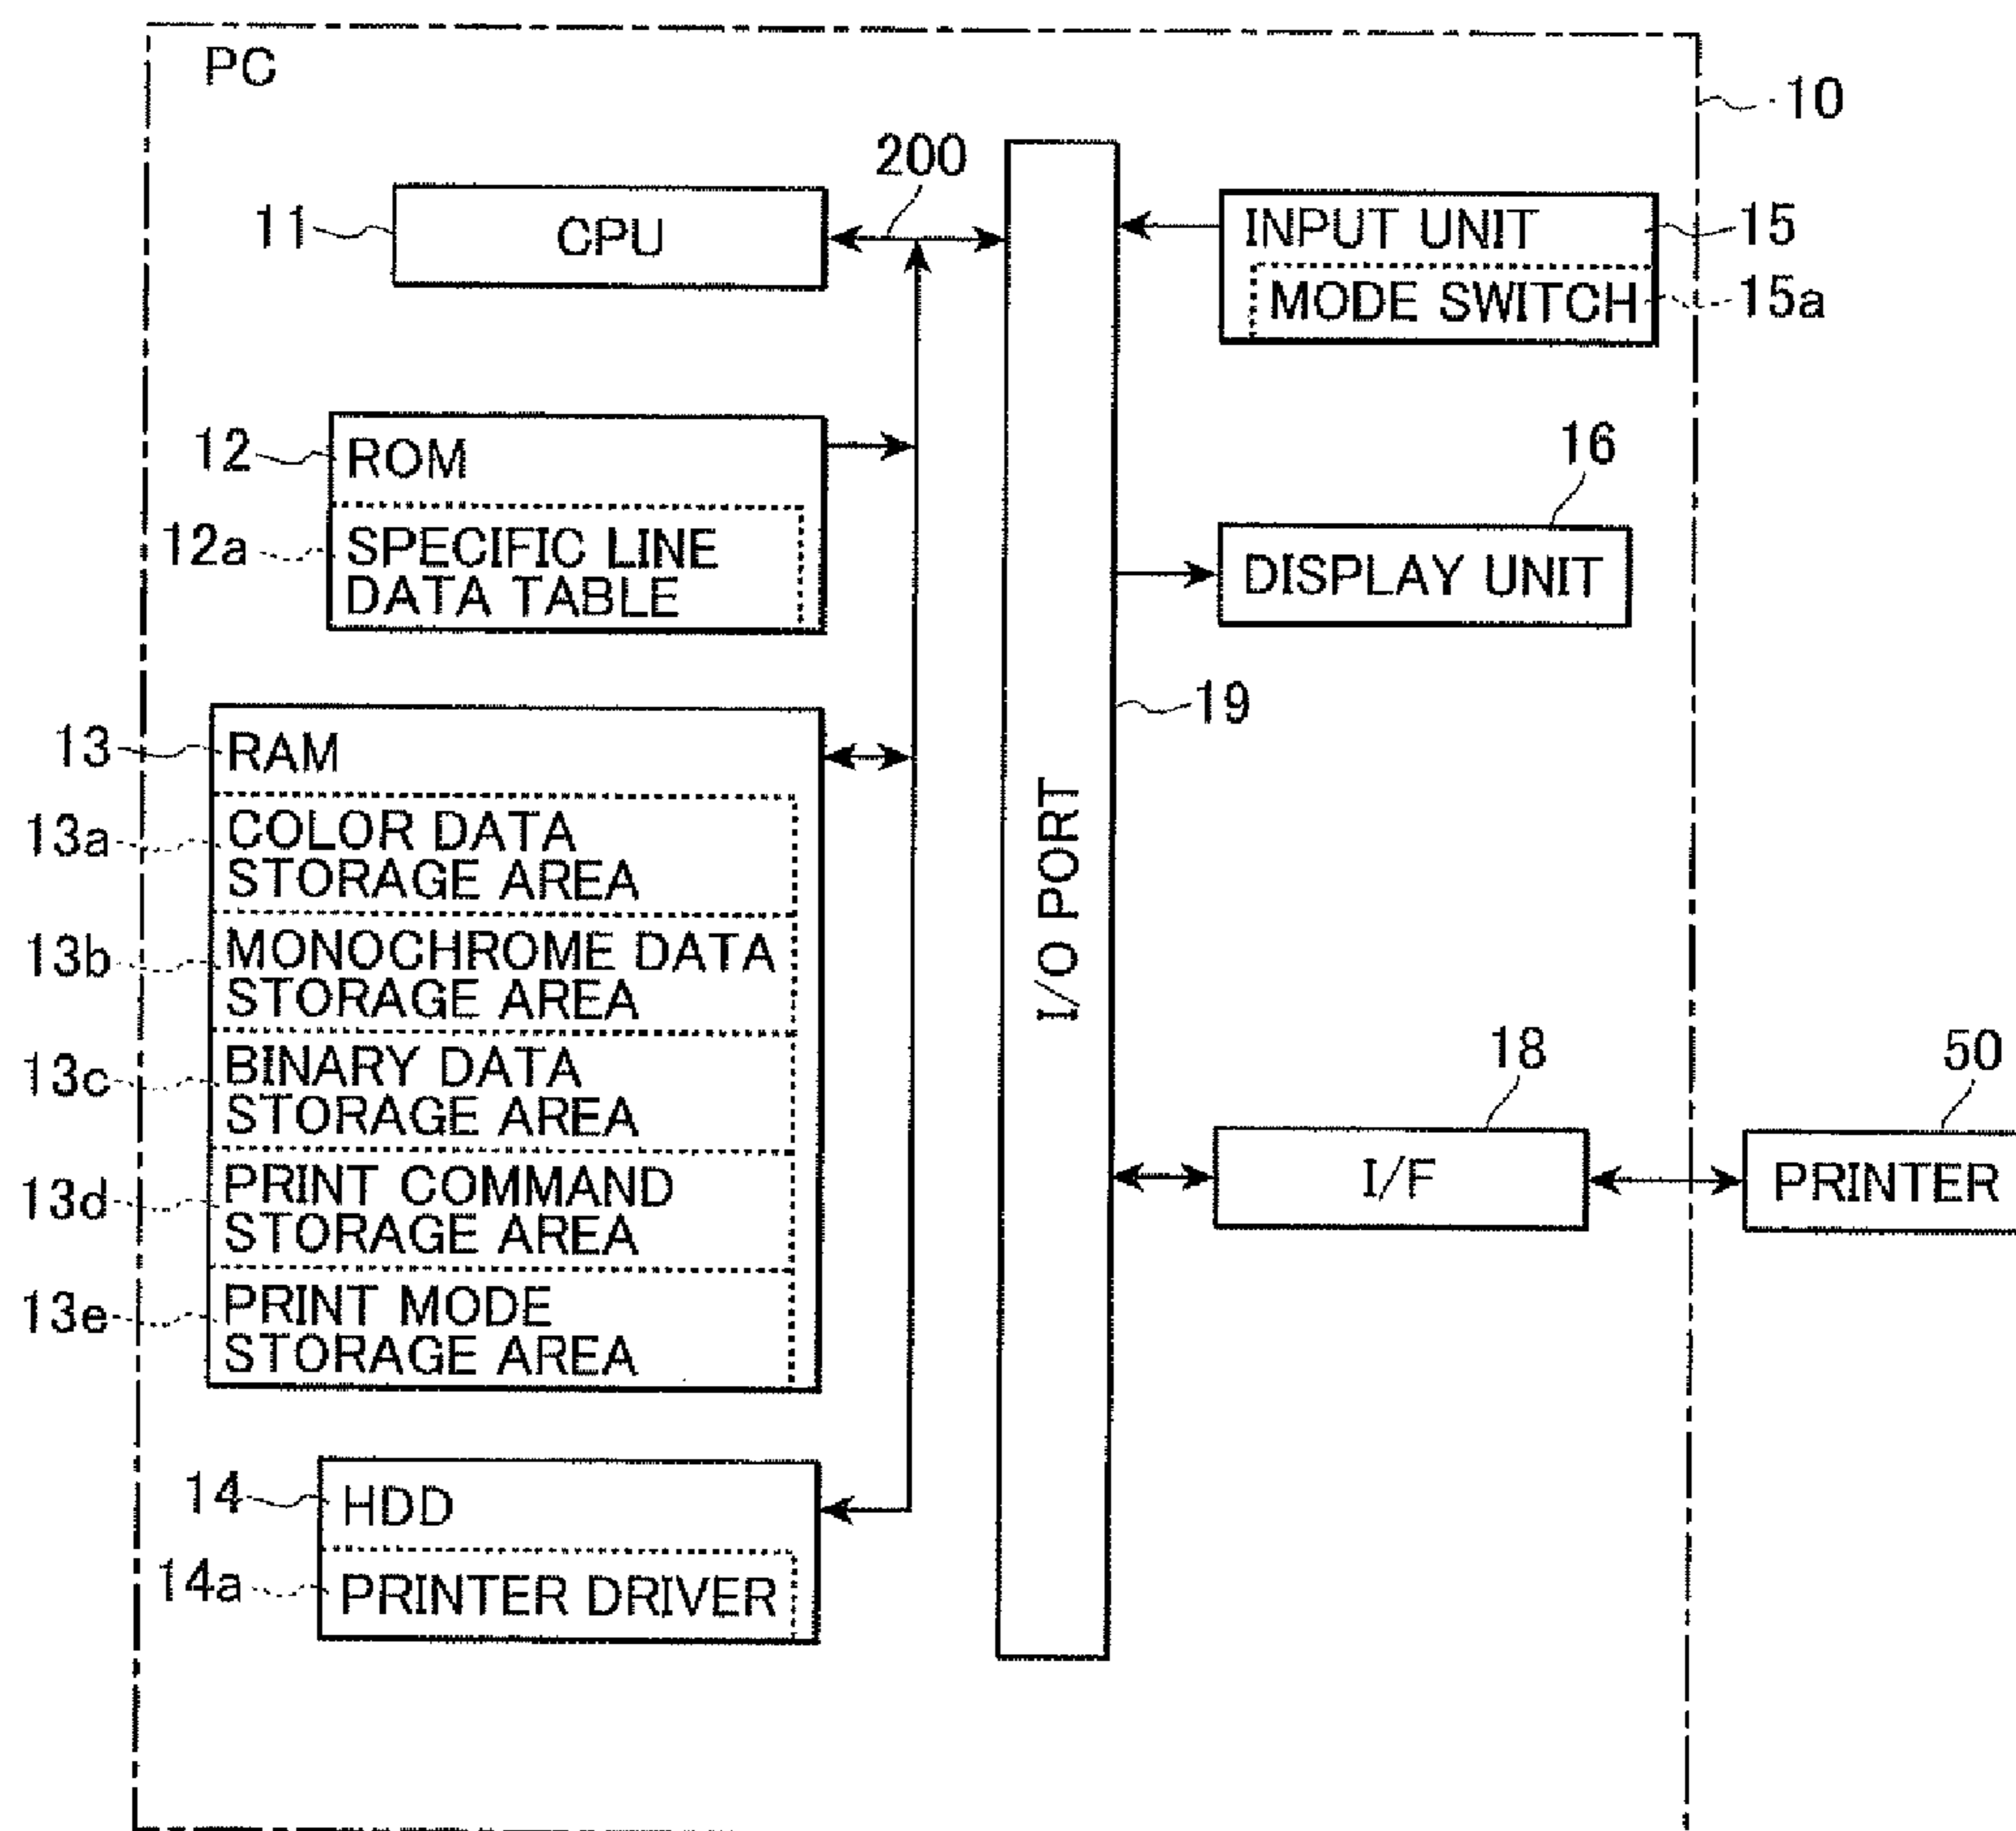 PC
10
200
11
CPU
INPUT UNIT
15
MODE SWITCH
15a
12
ROM
12a
SPECIFIC LINE
DATA TABLE
16
DISPLAY UNIT
19
13
RAM
13a
COLOR DATA
STORAGE AREA
13b
MONOCHROME DATA
STORAGE AREA
13c
BINARY DATA
STORAGE AREA
13d
PRINT COMMAND
STORAGE AREA
13e
PRINT MODE
STORAGE AREA
I/O PORT
18
I/F
50
PRINTER
14
HDD
14a
PRINTER DRIVER